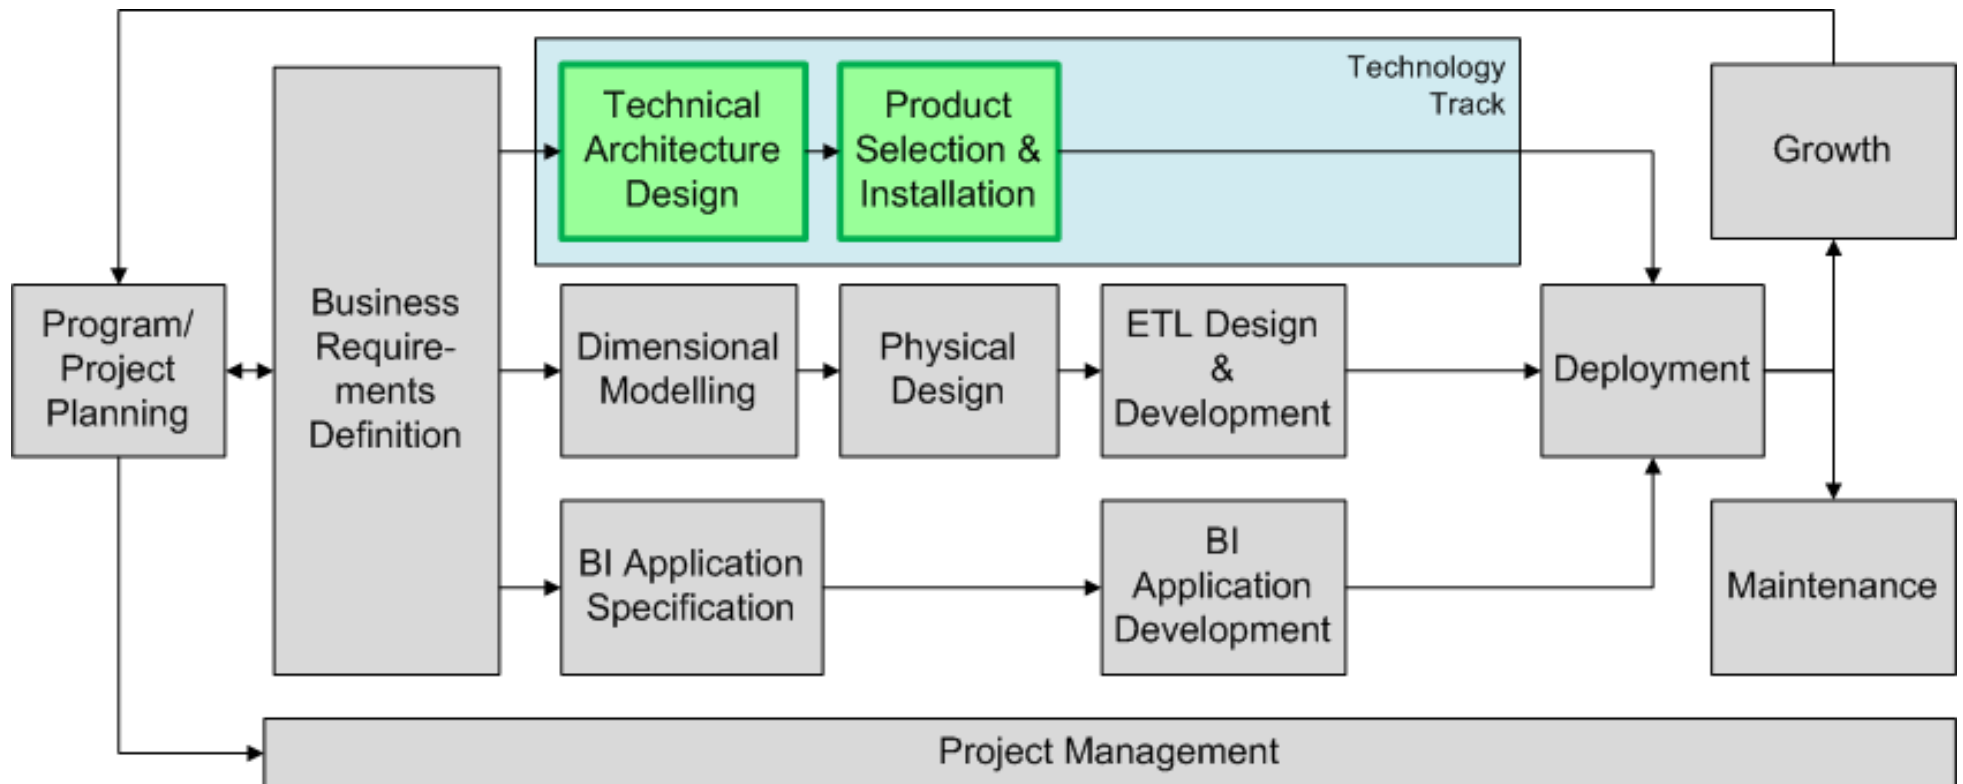 Technology
Track
Technical
Architecture
Design
Product
Selection &
Installation
Growth
Program/
Project
Planning
Business
Require-
ments
Definition
Dimensional
Modelling
Physical
Design
ETL Design
&
Development
Deployment
BI Application
Specification
BI
Application
Development
Maintenance
Project Management